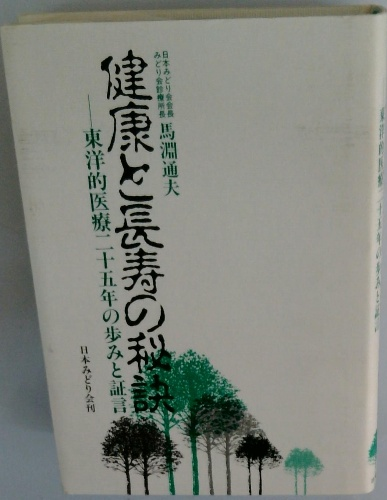 日本みどり会会長
みどり会診療所長
馬淵通夫
健康と長寿の秘訣
──東洋的医療二十五年の歩みと証言
日本みどり会刊